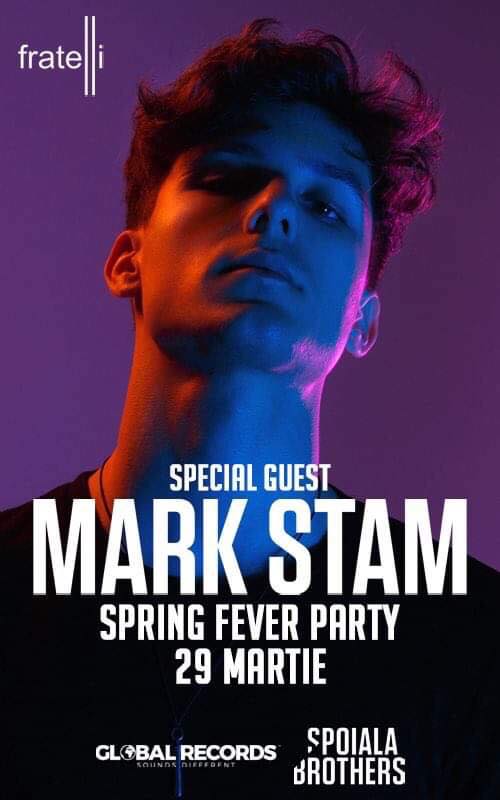 fratelli
SPECIAL GUEST
MARK STAM
SPRING FEVER PARTY
29 MARTIE
GLOBAL RECORDS
SOUNDS DIFFERENT
SPOIALA
BROTHERS